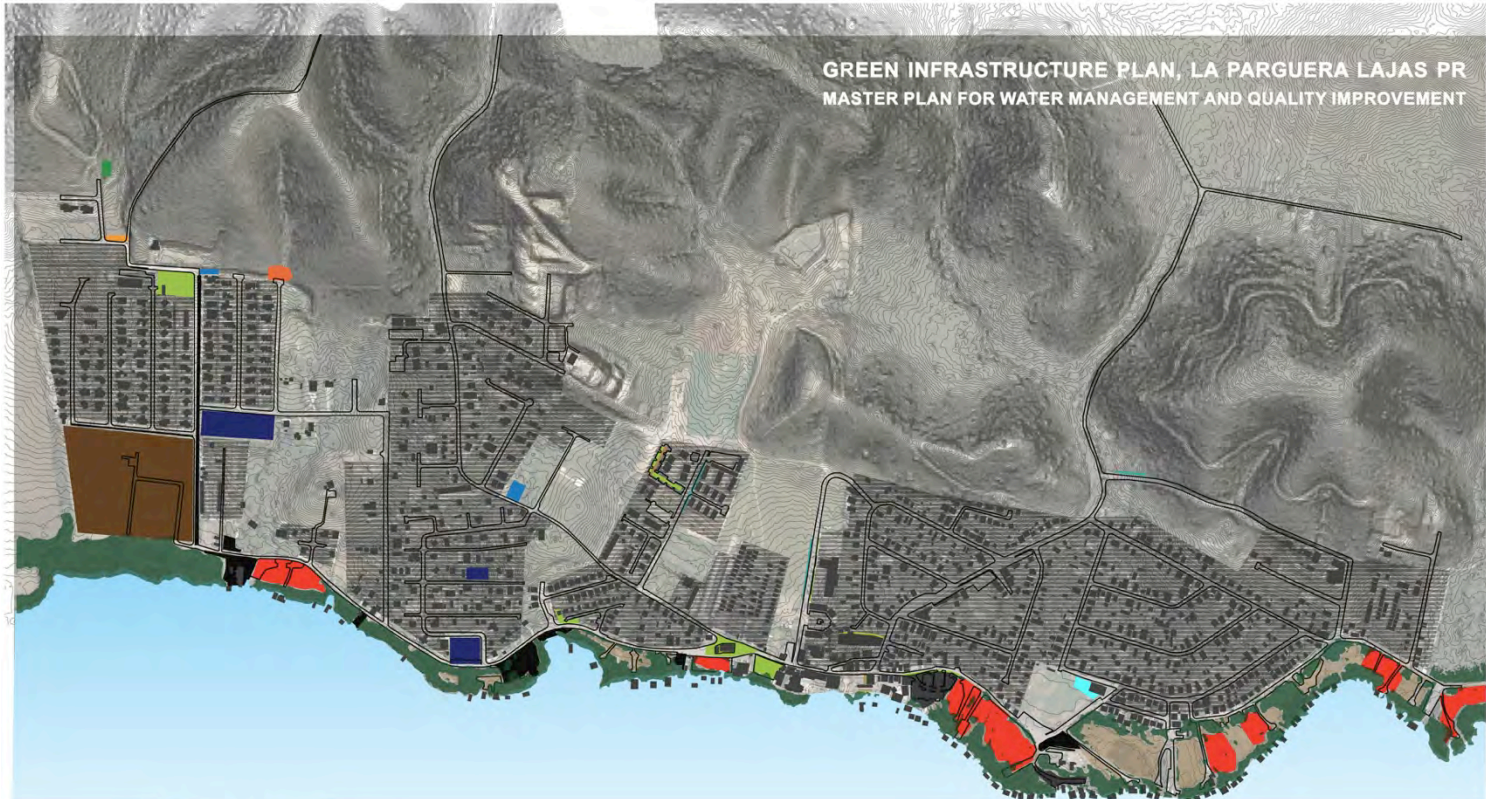 GREEN INFRASTRUCTURE PLAN, LA PARGUERA LAJAS PR
MASTER PLAN FOR WATER MANAGEMENT AND QUALITY IMPROVEMENT